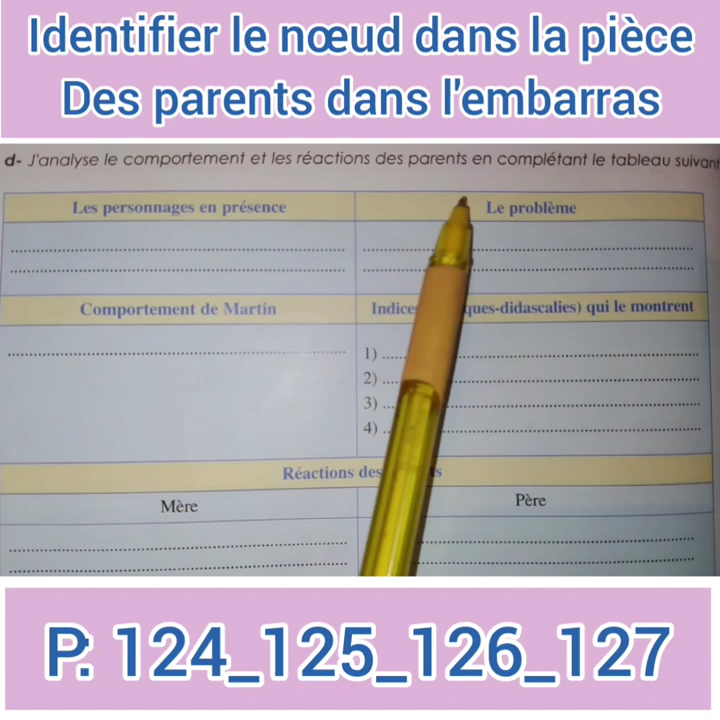 Identifier le nœud dans la pièce
Des parents dans l'embarras
d- J'analyse le comportement et les réactions des parents en complétant le tableau suivant
Les personnages en présence
Le problème
Comportement de Martin
ques-didascalies) qui le montrent
1)
2)
3)
4)
Réactions des
Mère
Père
P: 124_125_126_127